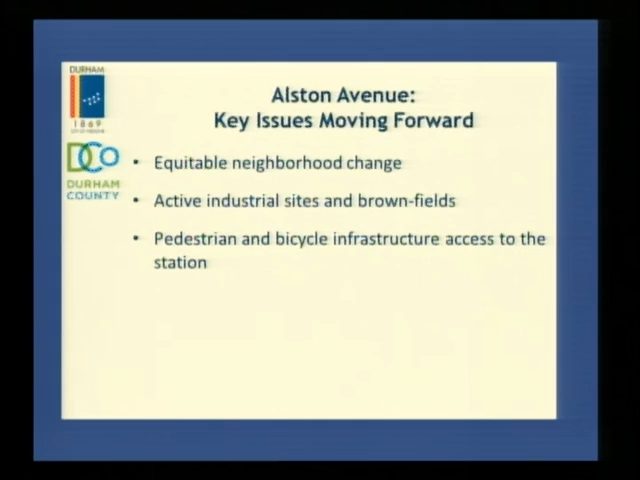 DURHAM
1869
CITY OF MEDICINE
DCo
DURHAM
COUNTY
Alston Avenue:
Key Issues Moving Forward
• Equitable neighborhood change
• Active industrial sites and brown-fields
• Pedestrian and bicycle infrastructure access to the
station